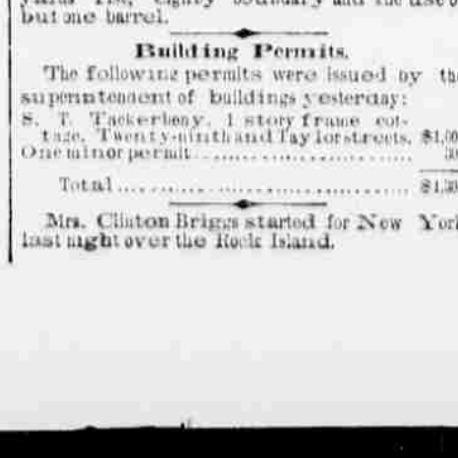 but one barrel.
Building Permits.
The following permits were issued by the
superintendent of buildings yesterday:
S. T. 1 story frame cot-
tage, Twenty-ninth and Taylor streets. $1,00
One minor permit
Total $1,30
Mrs. Clinton Briggs started for New York
last night over the Rock Island.